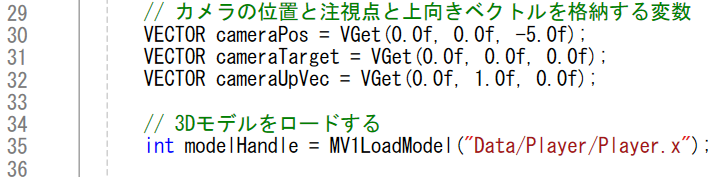 29 // カメラの位置と注視点と上向きベクトルを格納する変数
30 VECTOR cameraPos = VGet(0.0f, 0.0f, -5.0f);
31 VECTOR cameraTarget = VGet(0.0f, 0.0f, 0.0f);
32 VECTOR cameraUpVec = VGet(0.0f, 1.0f, 0.0f);
33
34 // 3Dモデルをロードする
35 int modelHandle = MV1LoadModel("Data/Player/Player.x");
36